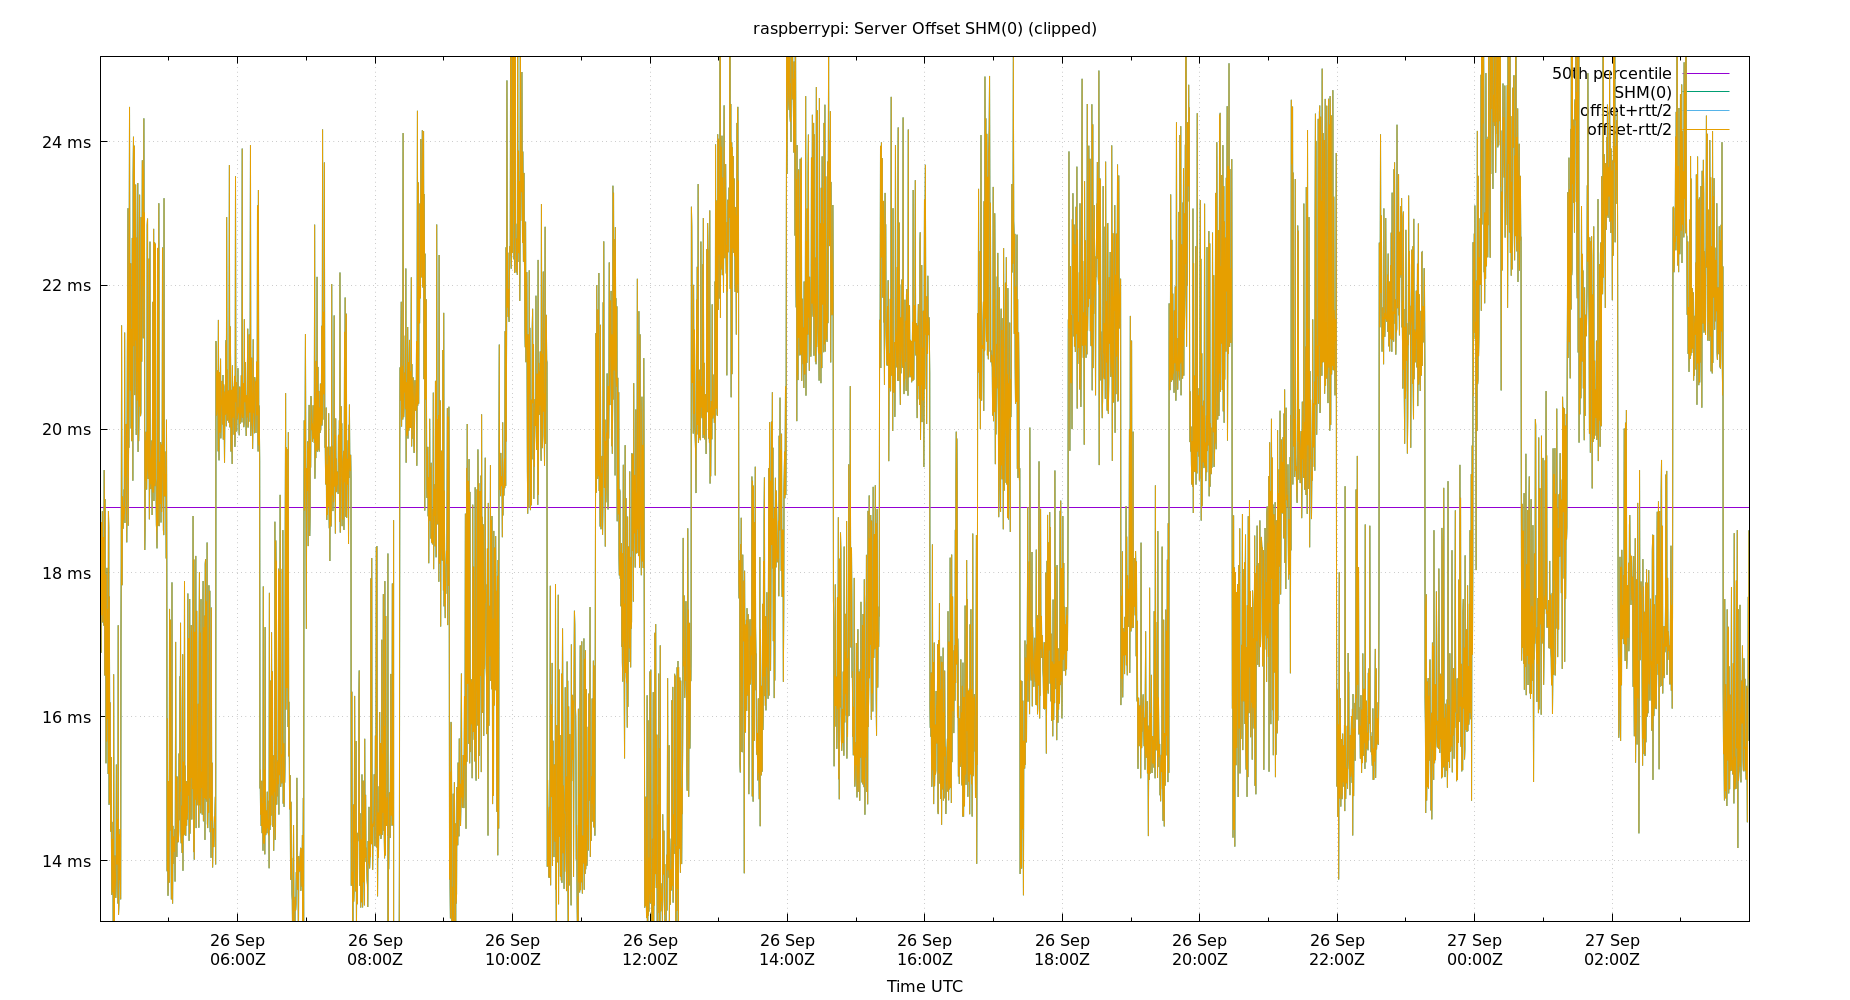 raspberrypi: Server Offset SHM(0) (clipped)
50th percentile
SHM(0)
offset+rtt/2
offset-rtt/2
24 ms
22 ms
20 ms
18 ms
16 ms
14 ms
26 Sep 26 Sep 26 Sep 26 Sep 26 Sep 26 Sep 26 Sep 26 Sep 26 Sep 27 Sep 27 Sep
06:00Z 08:00Z 10:00Z 12:00Z 14:00Z 16:00Z 18:00Z 20:00Z 22:00Z 00:00Z 02:00Z
Time UTC